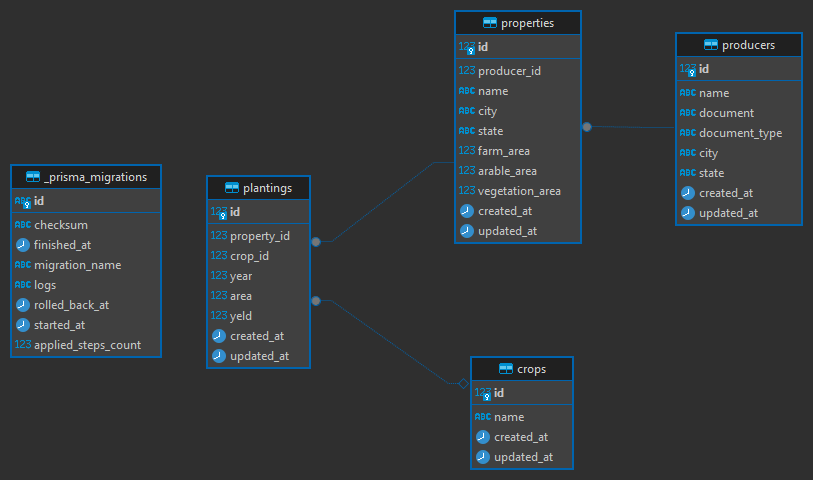 properties
123 id
123 producer_id
ABC name
ABC city
ABC state
123 farm_area
123 arable_area
123 vegetation_area
created_at
updated_at
producers
123 id
ABC name
ABC document
ABC document_type
ABC city
ABC state
created_at
updated_at
_prisma_migrations
ABC id
ABC checksum
finished_at
ABC migration_name
ABC logs
rolled_back_at
started_at
123 applied_steps_count
plantings
123 id
123 property_id
123 crop_id
123 year
123 area
123 yeld
created_at
updated_at
crops
123 id
ABC name
created_at
updated_at